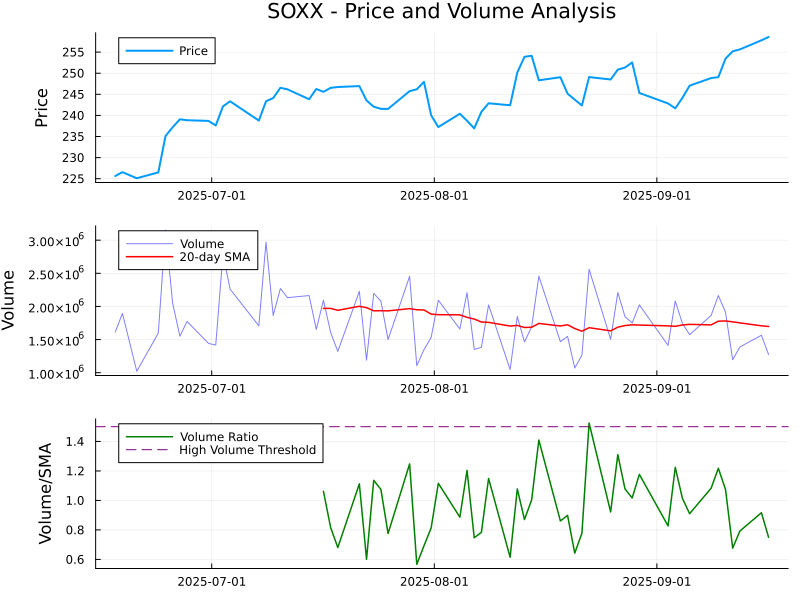 SOXX - Price and Volume Analysis
Price
255
250
245
240
235
230
225
Price
2025-07-01 2025-08-01 2025-09-01
Volume
20-day SMA
3.00×10⁶
2.50×10⁶
2.00×10⁶
1.50×10⁶
1.00×10⁶
Volume
2025-07-01 2025-08-01 2025-09-01
Volume Ratio
High Volume Threshold
1.4
1.2
1.0
0.8
0.6
Volume/SMA
2025-07-01 2025-08-01 2025-09-01